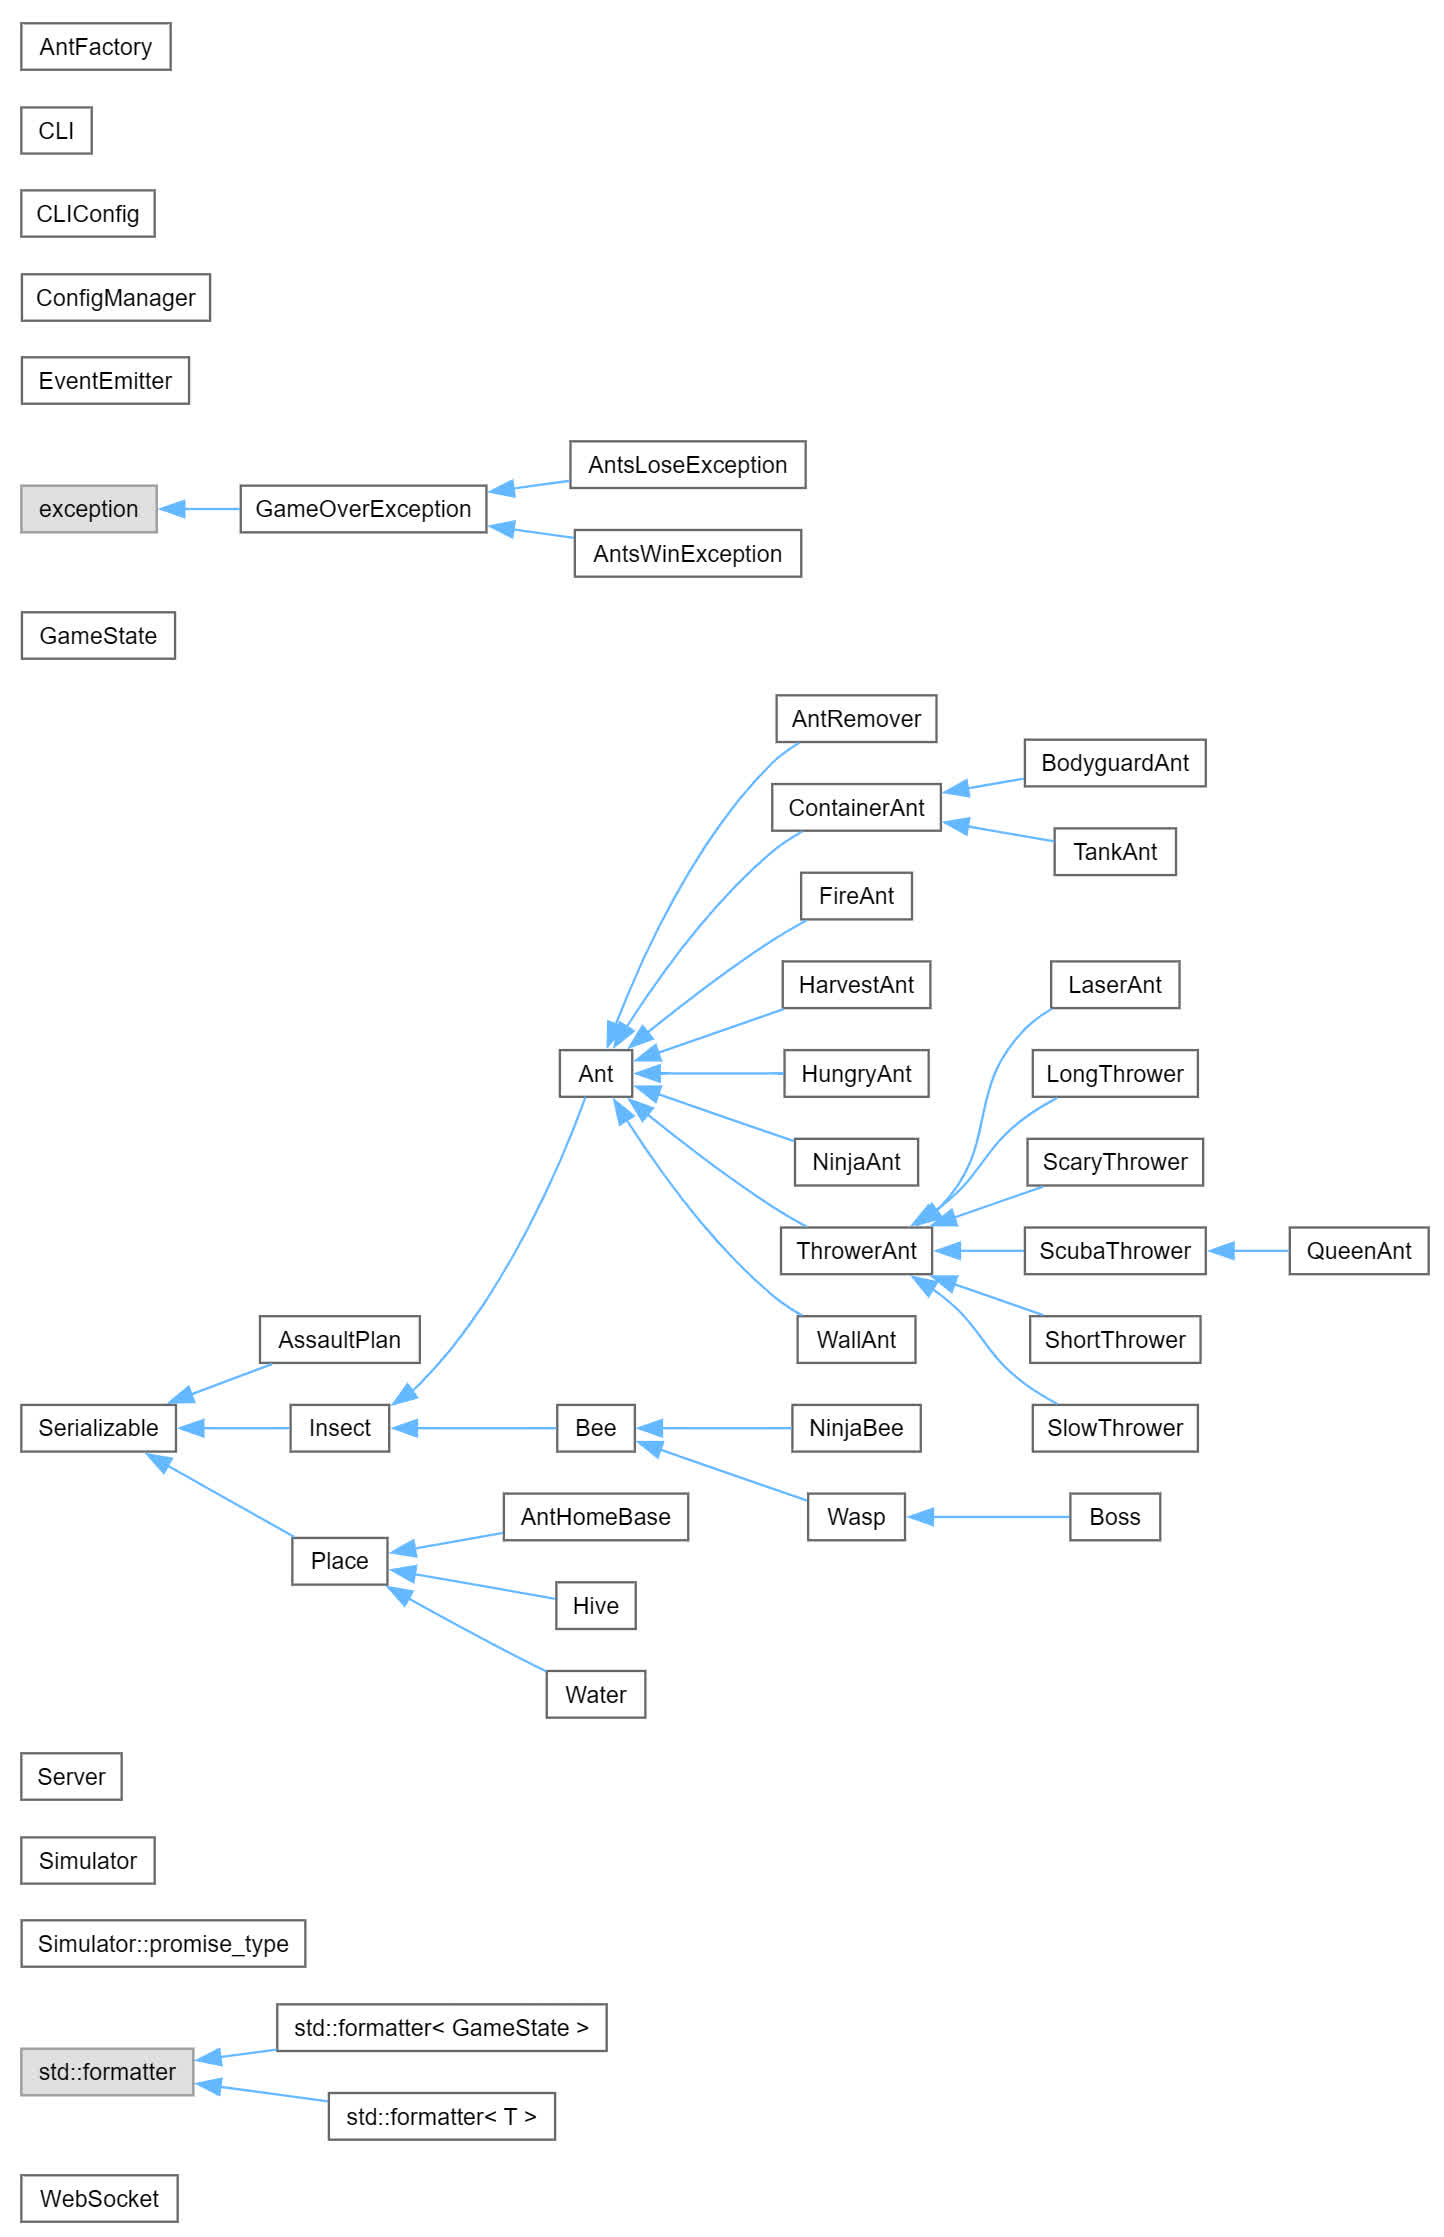 AntFactory
CLI
CLIConfig
ConfigManager
EventEmitter
AntsLoseException
exception
GameOverException
AntsWinException
GameState
AntRemover
BodyguardAnt
ContainerAnt
TankAnt
FireAnt
HarvestAnt
LaserAnt
Ant
HungryAnt
LongThrower
NinjaAnt
ScaryThrower
ThrowerAnt
ScubaThrower
QueenAnt
AssaultPlan
WallAnt
ShortThrower
Serializable
Insect
Bee
NinjaBee
SlowThrower
AntHomeBase
Wasp
Boss
Place
Hive
Water
Server
Simulator
Simulator::promise_type
std::formatter< GameState >
std::formatter
std::formatter< T >
WebSocket